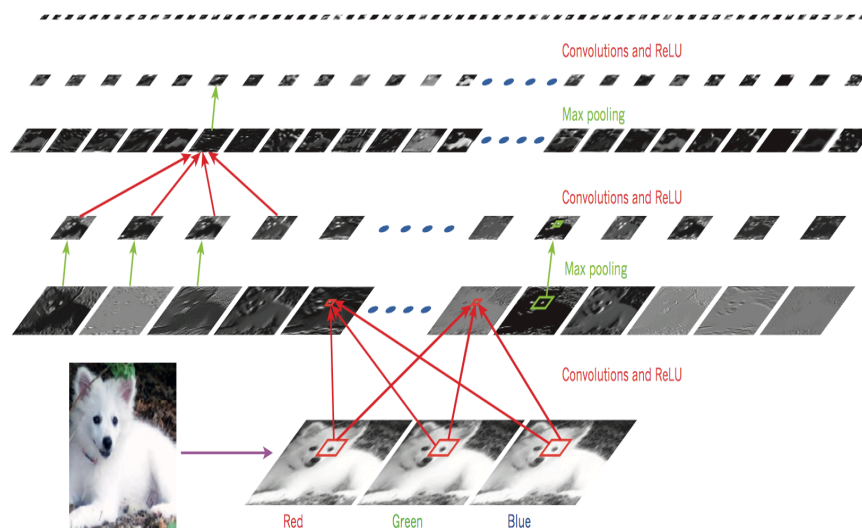 Convolutions and ReLU
Max pooling
Convolutions and ReLU
Max pooling
Convolutions and ReLU
Red Green Blue